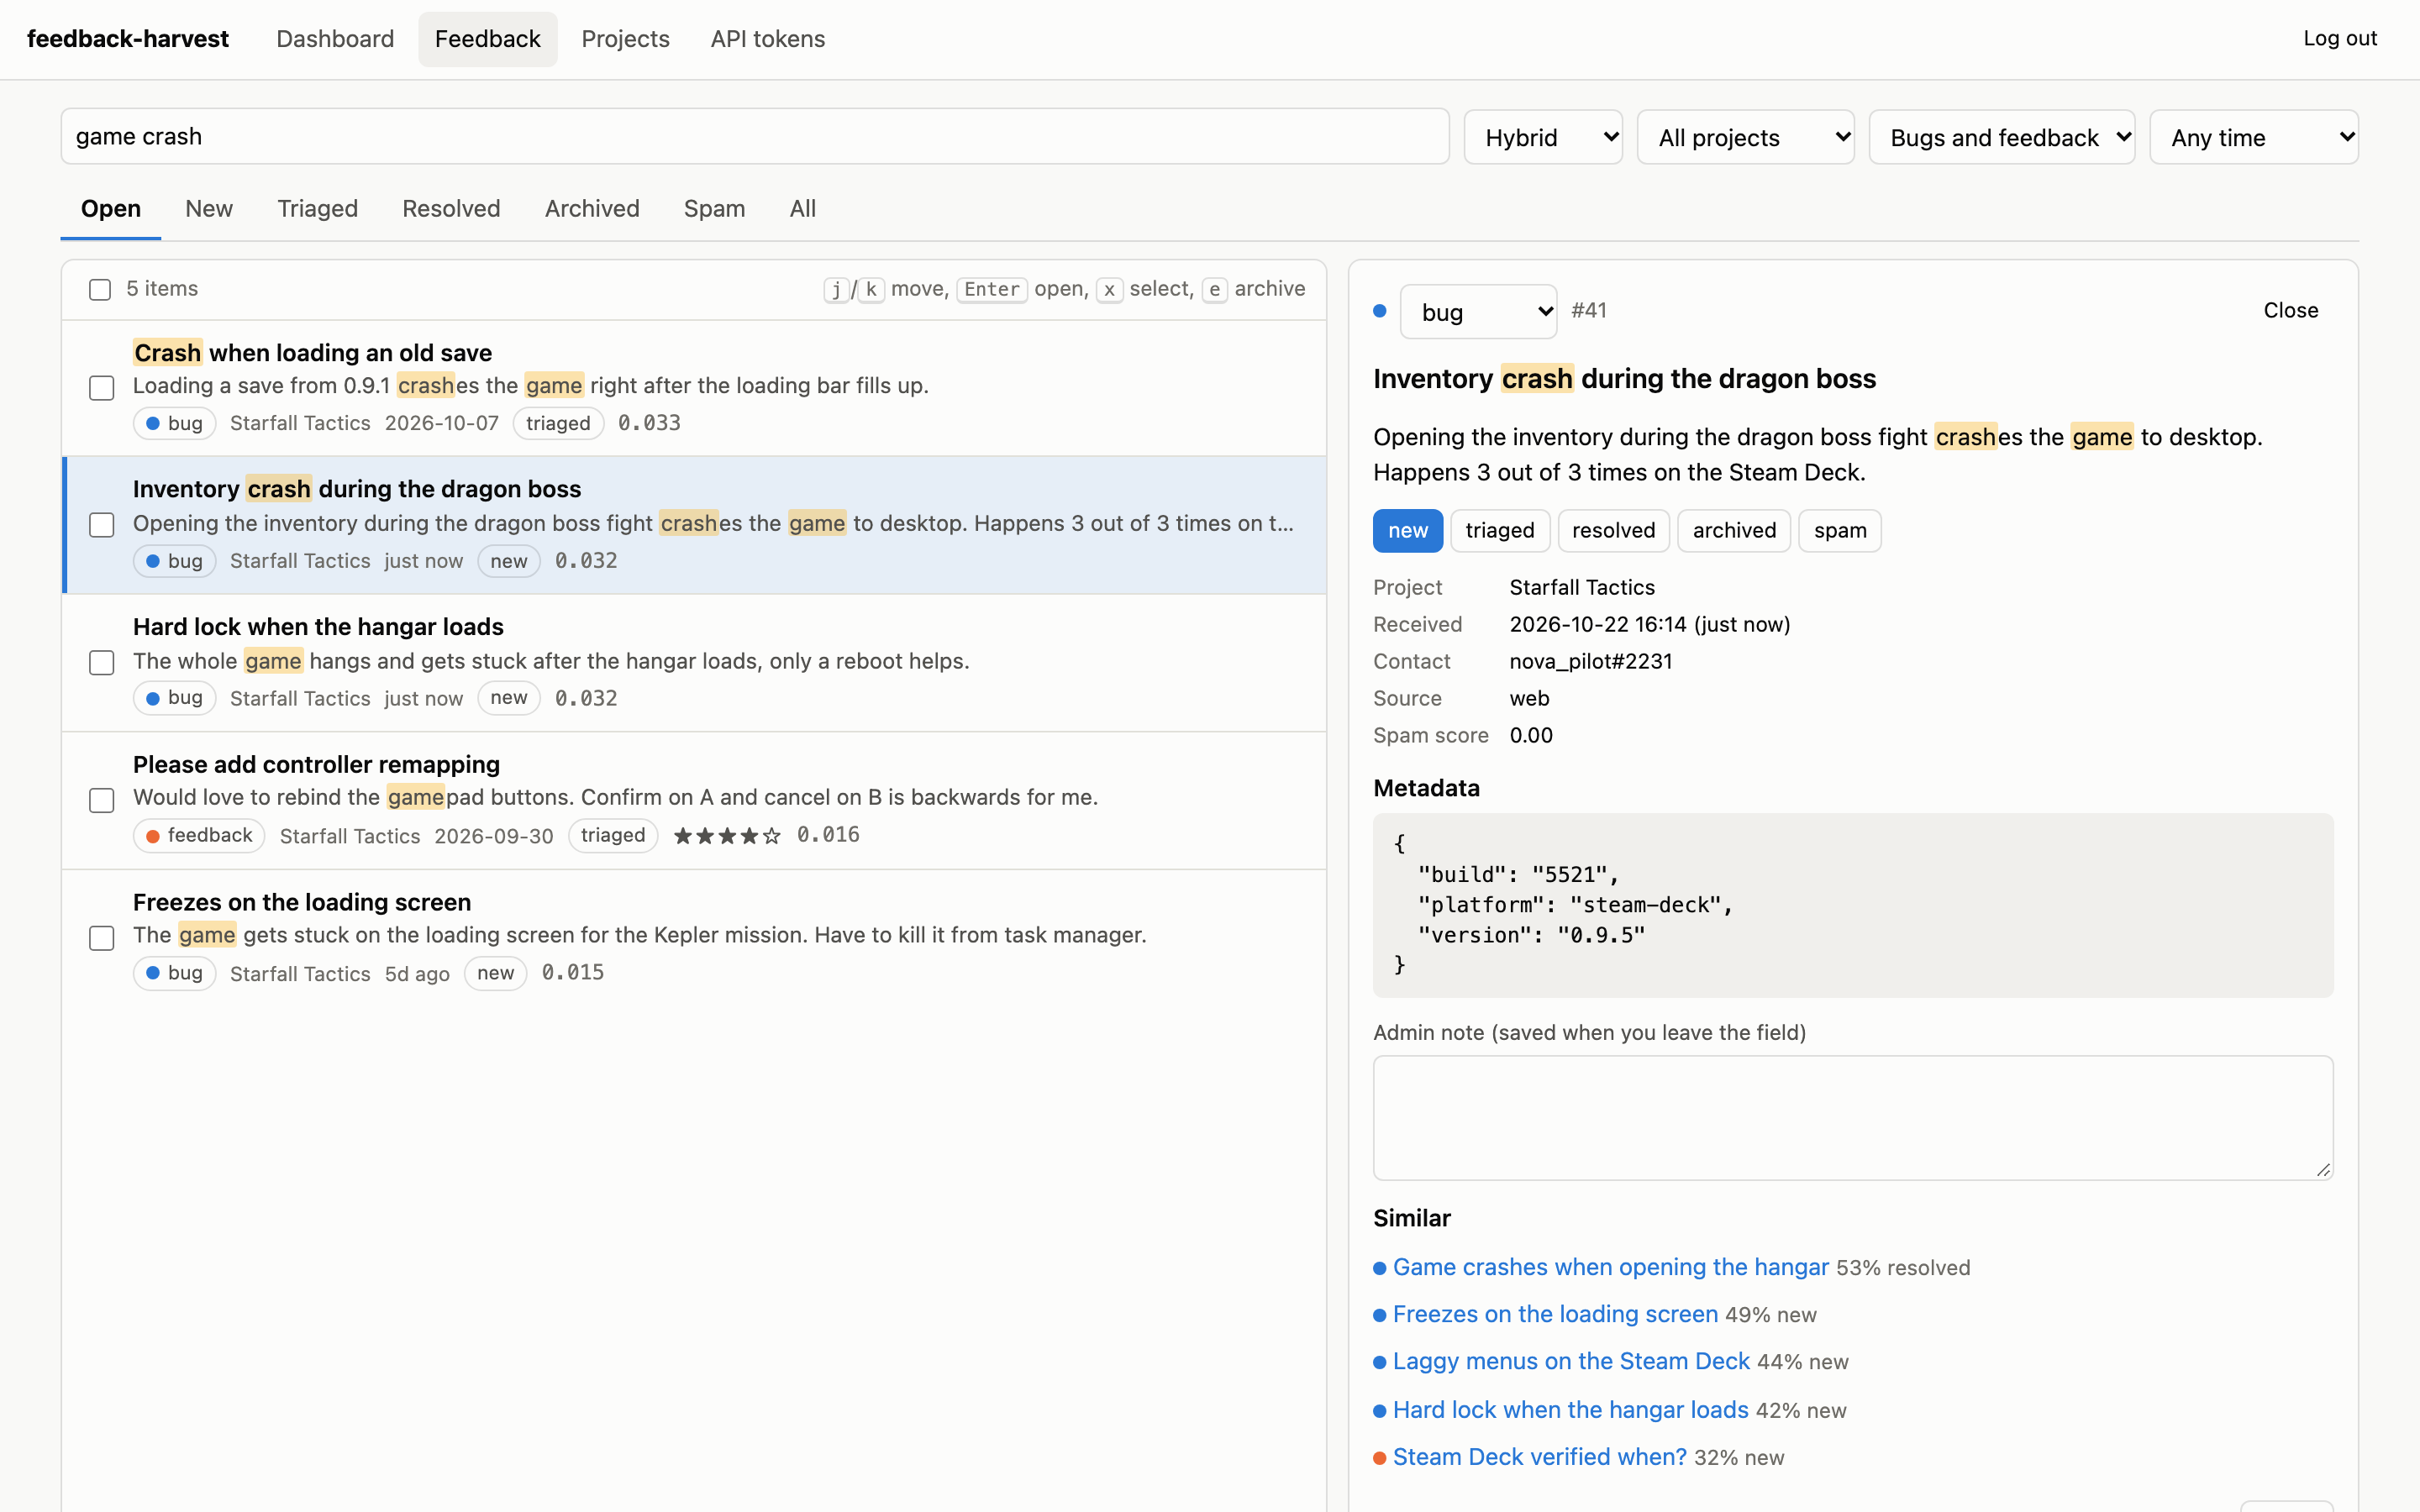 feedback-harvest Dashboard Feedback Projects API tokens Log out
game crash Hybrid All projects Bugs and feedback Any time
Open New Triaged Resolved Archived Spam All
5 items j/k move, Enter open, x select, e archive
Crash when loading an old save
Loading a save from 0.9.1 crashes the game right after the loading bar fills up.
bug Starfall Tactics 2026-10-07 triaged 0.033
Inventory crash during the dragon boss
Opening the inventory during the dragon boss fight crashes the game to desktop. Happens 3 out of 3 times on t...
bug Starfall Tactics just now new 0.032
Hard lock when the hangar loads
The whole game hangs and gets stuck after the hangar loads, only a reboot helps.
bug Starfall Tactics just now new 0.032
Please add controller remapping
Would love to rebind the gamepad buttons. Confirm on A and cancel on B is backwards for me.
feedback Starfall Tactics 2026-09-30 triaged ★★★★☆ 0.016
Freezes on the loading screen
The game gets stuck on the loading screen for the Kepler mission. Have to kill it from task manager.
bug Starfall Tactics 5d ago new 0.015
bug #41 Close
Inventory crash during the dragon boss
Opening the inventory during the dragon boss fight crashes the game to desktop.
Happens 3 out of 3 times on the Steam Deck.
new triaged resolved archived spam
Project Starfall Tactics
Received 2026-10-22 16:14 (just now)
Contact nova_pilot#2231
Source web
Spam score 0.00
Metadata
{
"build": "5521",
"platform": "steam-deck",
"version": "0.9.5"
}
Admin note (saved when you leave the field)
Similar
Game crashes when opening the hangar 53% resolved
Freezes on the loading screen 49% new
Laggy menus on the Steam Deck 44% new
Hard lock when the hangar loads 42% new
Steam Deck verified when? 32% new